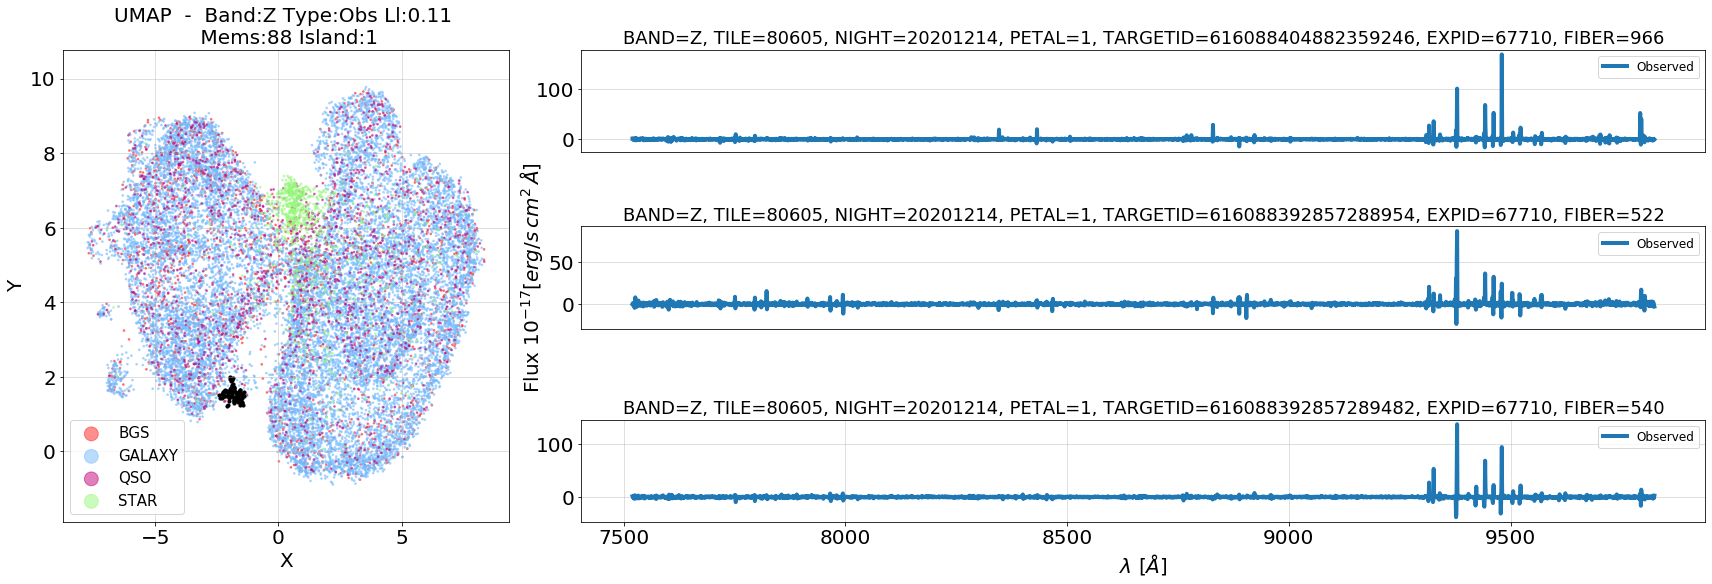 UMAP - Band:Z Type:Obs Ll:0.11
Mems:88 Island:1
10
8
6
4
2
0
Y
BGS
GALAXY
QSO
STAR
−5
0
5
X
BAND=Z, TILE=80605, NIGHT=20201214, PETAL=1, TARGETID=616088404882359246, EXPID=67710, FIBER=966
100
0
Observed
BAND=Z, TILE=80605, NIGHT=20201214, PETAL=1, TARGETID=616088392857288954, EXPID=67710, FIBER=522
50
0
Observed
Flux 10⁻¹⁷[erg/s cm² Å]
BAND=Z, TILE=80605, NIGHT=20201214, PETAL=1, TARGETID=616088392857289482, EXPID=67710, FIBER=540
100
0
Observed
7500
8000
8500
9000
9500
λ [Å]